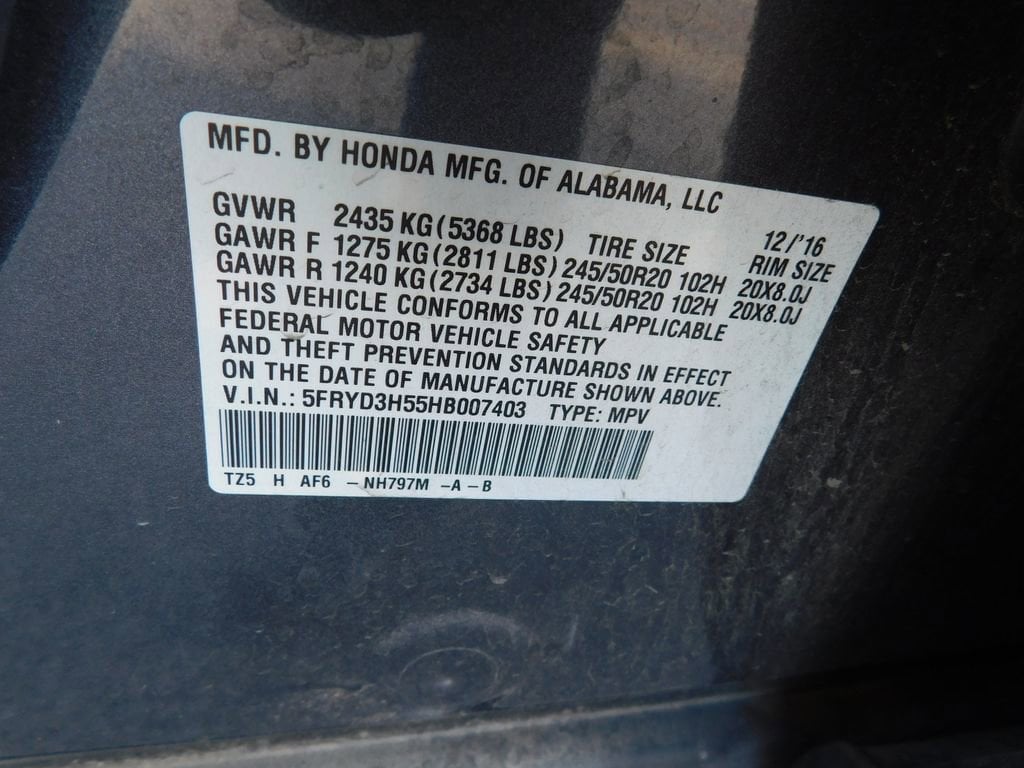 MFD. BY HONDA MFG. OF ALABAMA, LLC
12/'16
GVWR 2435 KG(5368 LBS) TIRE SIZE RIM SIZE
GAWR F 1275 KG(2811 LBS) 245/50R20 102H 20X8.0J
GAWR R 1240 KG(2734 LBS) 245/50R20 102H 20X8.0J
THIS VEHICLE CONFORMS TO ALL APPLICABLE
FEDERAL MOTOR VEHICLE SAFETY
AND THEFT PREVENTION STANDARDS IN EFFECT
ON THE DATE OF MANUFACTURE SHOWN ABOVE.
V.I.N.: 5FRYD3H55HB007403 TYPE: MPV
TZ5 H AF6 – NH797M –A – B